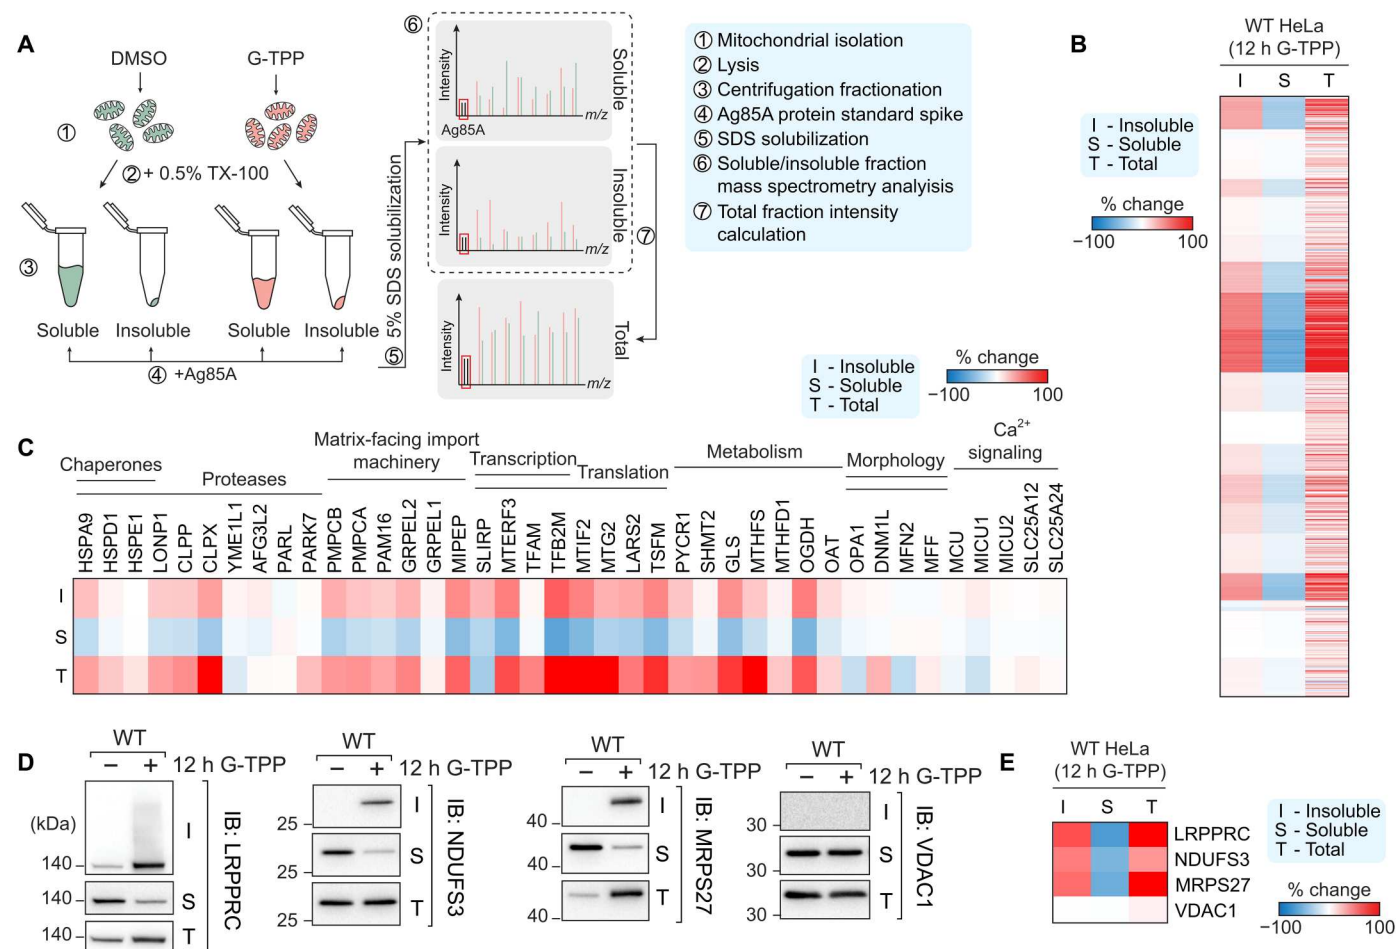 A
DMSO
G-TPP
①
② + 0.5% TX-100
③
Soluble
Insoluble
Soluble
Insoluble
④ +Ag85A
⑤
5% SDS solubilization
⑥
Intensity
Ag85A
m/z
Soluble
Intensity
m/z
Insoluble
⑦
Intensity
m/z
Total
① Mitochondrial isolation
② Lysis
③ Centrifugation fractionation
④ Ag85A protein standard spike
⑤ SDS solubilization
⑥ Soluble/insoluble fraction
mass spectrometry analyisis
⑦ Total fraction intensity
calculation
B
WT HeLa
(12 h G-TPP)
I S T
I - Insoluble
S - Soluble
T - Total
% change
−100 100
I - Insoluble
S - Soluble
T - Total
% change
−100 100
C
Chaperones
Proteases
Matrix-facing import
machinery
Transcription
Translation
Metabolism
Morphology
Ca2+
signaling
HSPA9
HSPD1
HSPE1
LONP1
CLPP
CLPX
YME1L1
AFG3L2
PARL
PARK7
PMPCB
PMPCA
PAM16
GRPEL2
GRPEL1
MIPEP
SLIRP
MTERF3
TFAM
TFB2M
MTIF2
MTG2
LARS2
TSFM
PYCR1
SHMT2
GLS
MTHFS
MTHFD1
OGDH
OAT
OPA1
DNM1L
MFN2
MFF
MCU
MICU1
MICU2
SLC25A12
SLC25A24
I
S
T
D
WT
− + 12 h G-TPP
(kDa)
140
I
140
S
140
T
IB: LRPPRC
WT
− + 12 h G-TPP
25
I
25
S
25
T
IB: NDUFS3
WT
− + 12 h G-TPP
40
I
40
S
40
T
IB: MRPS27
WT
− + 12 h G-TPP
30
I
30
S
30
T
IB: VDAC1
E
WT HeLa
(12 h G-TPP)
I S T
LRPPRC
NDUFS3
MRPS27
VDAC1
I - Insoluble
S - Soluble
T - Total
% change
−100 100